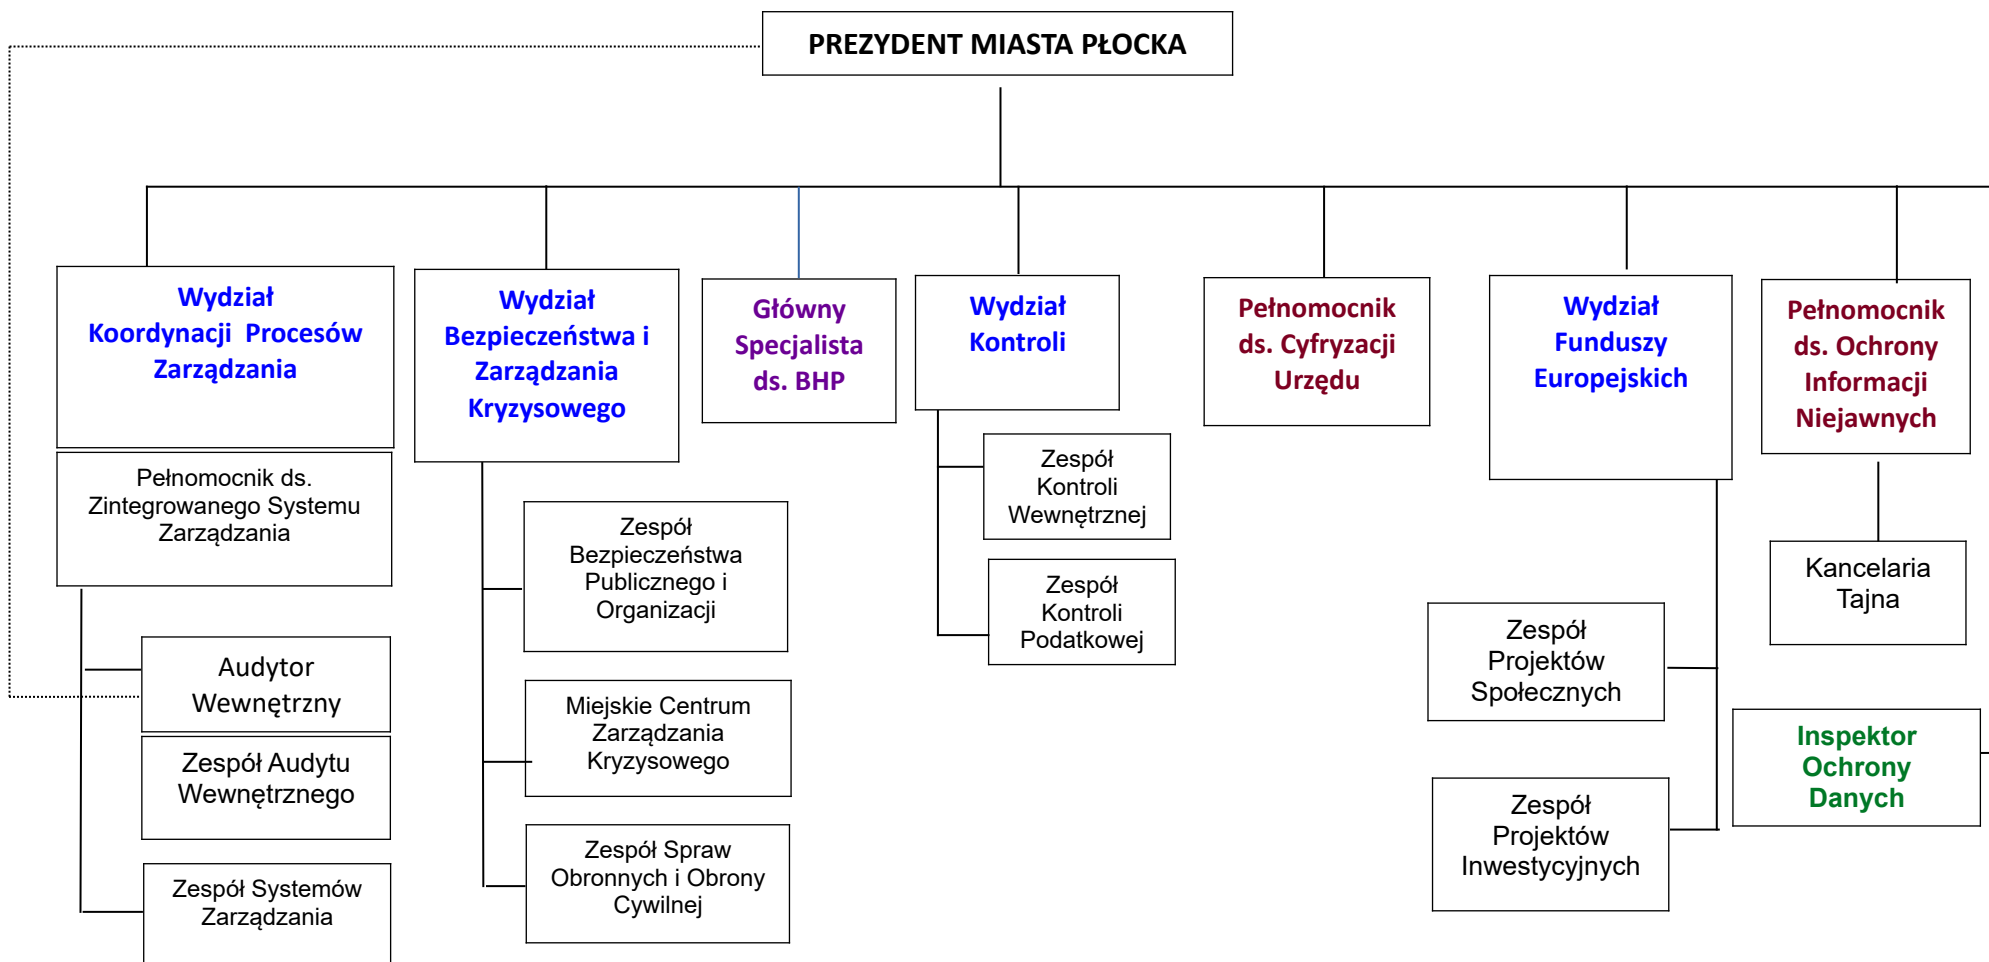 PREZYDENT MIASTA PŁOCKA
Wydział
Koordynacji Procesów
Zarządzania
Pełnomocnik ds.
Zintegrowanego Systemu
Zarządzania
Audytor
Wewnętrzny
Zespół Audytu
Wewnętrznego
Zespół Systemów
Zarządzania
Wydział
Bezpieczeństwa i
Zarządzania
Kryzysowego
Zespół
Bezpieczeństwa
Publicznego i
Organizacji
Miejskie Centrum
Zarządzania
Kryzysowego
Zespół Spraw
Obronnych i Obrony
Cywilnej
Główny
Specjalista
ds. BHP
Wydział
Kontroli
Zespół
Kontroli
Wewnętrznej
Zespół
Kontroli
Podatkowej
Pełnomocnik
ds. Cyfryzacji
Urzędu
Wydział
Funduszy
Europejskich
Zespół
Projektów
Społecznych
Zespół
Projektów
Inwestycyjnych
Pełnomocnik
ds. Ochrony
Informacji
Niejawnych
Kancelaria
Tajna
Inspektor
Ochrony
Danych